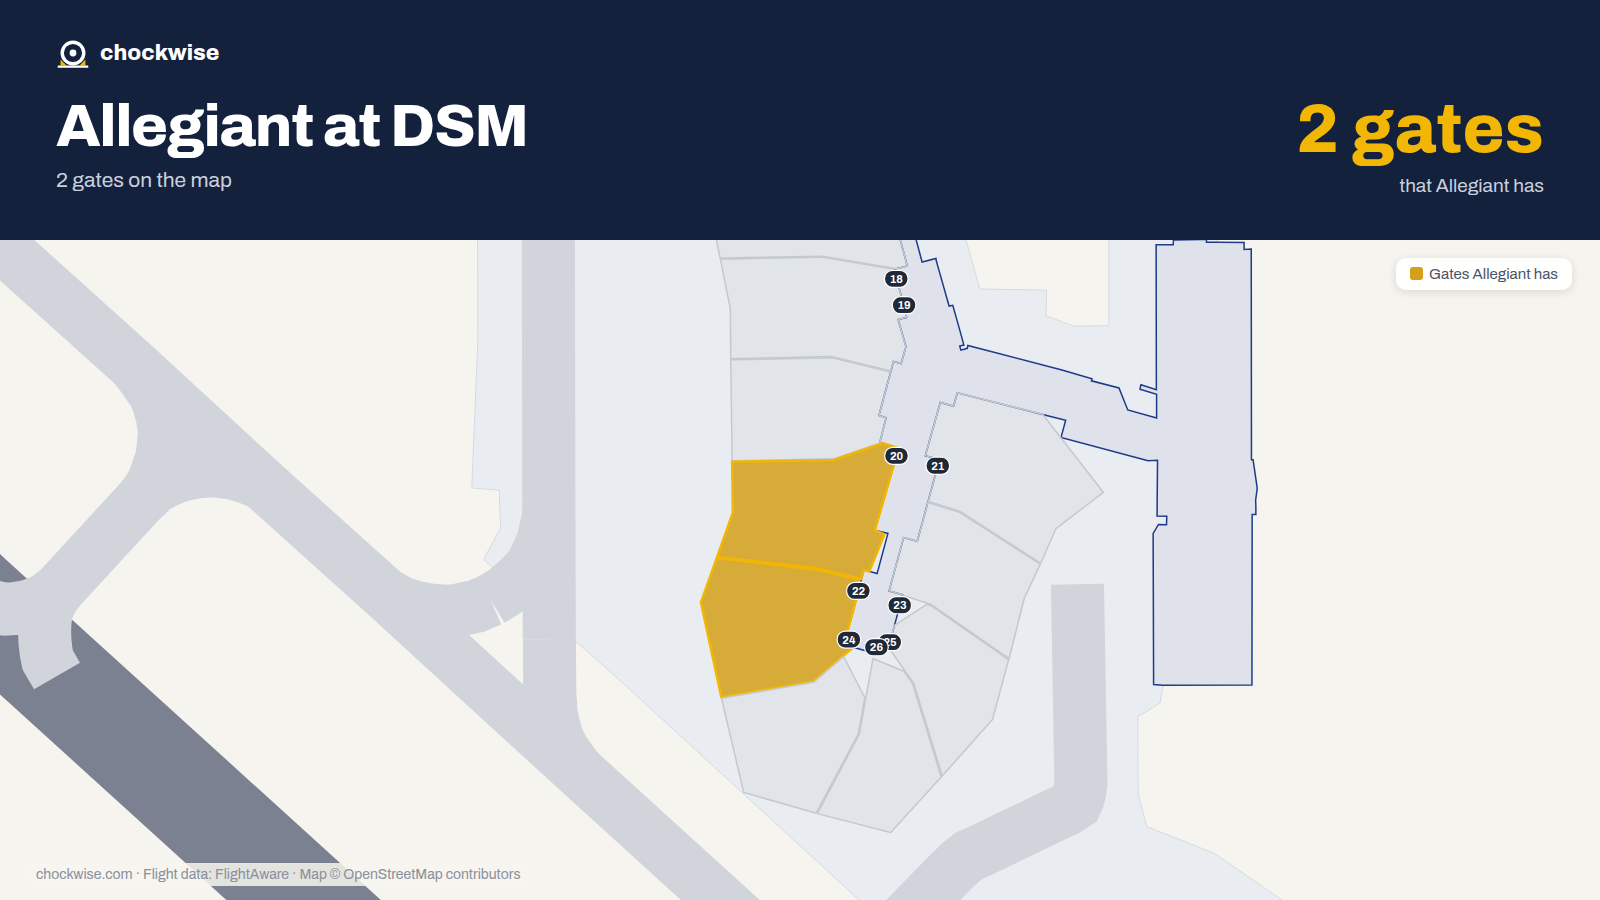 chockwise
Allegiant at DSM
2 gates on the map
2 gates
that Allegiant has
Gates Allegiant has
18
19
20
21
22
23
24
25
26
chockwise.com · Flight data: FlightAware · Map © OpenStreetMap contributors